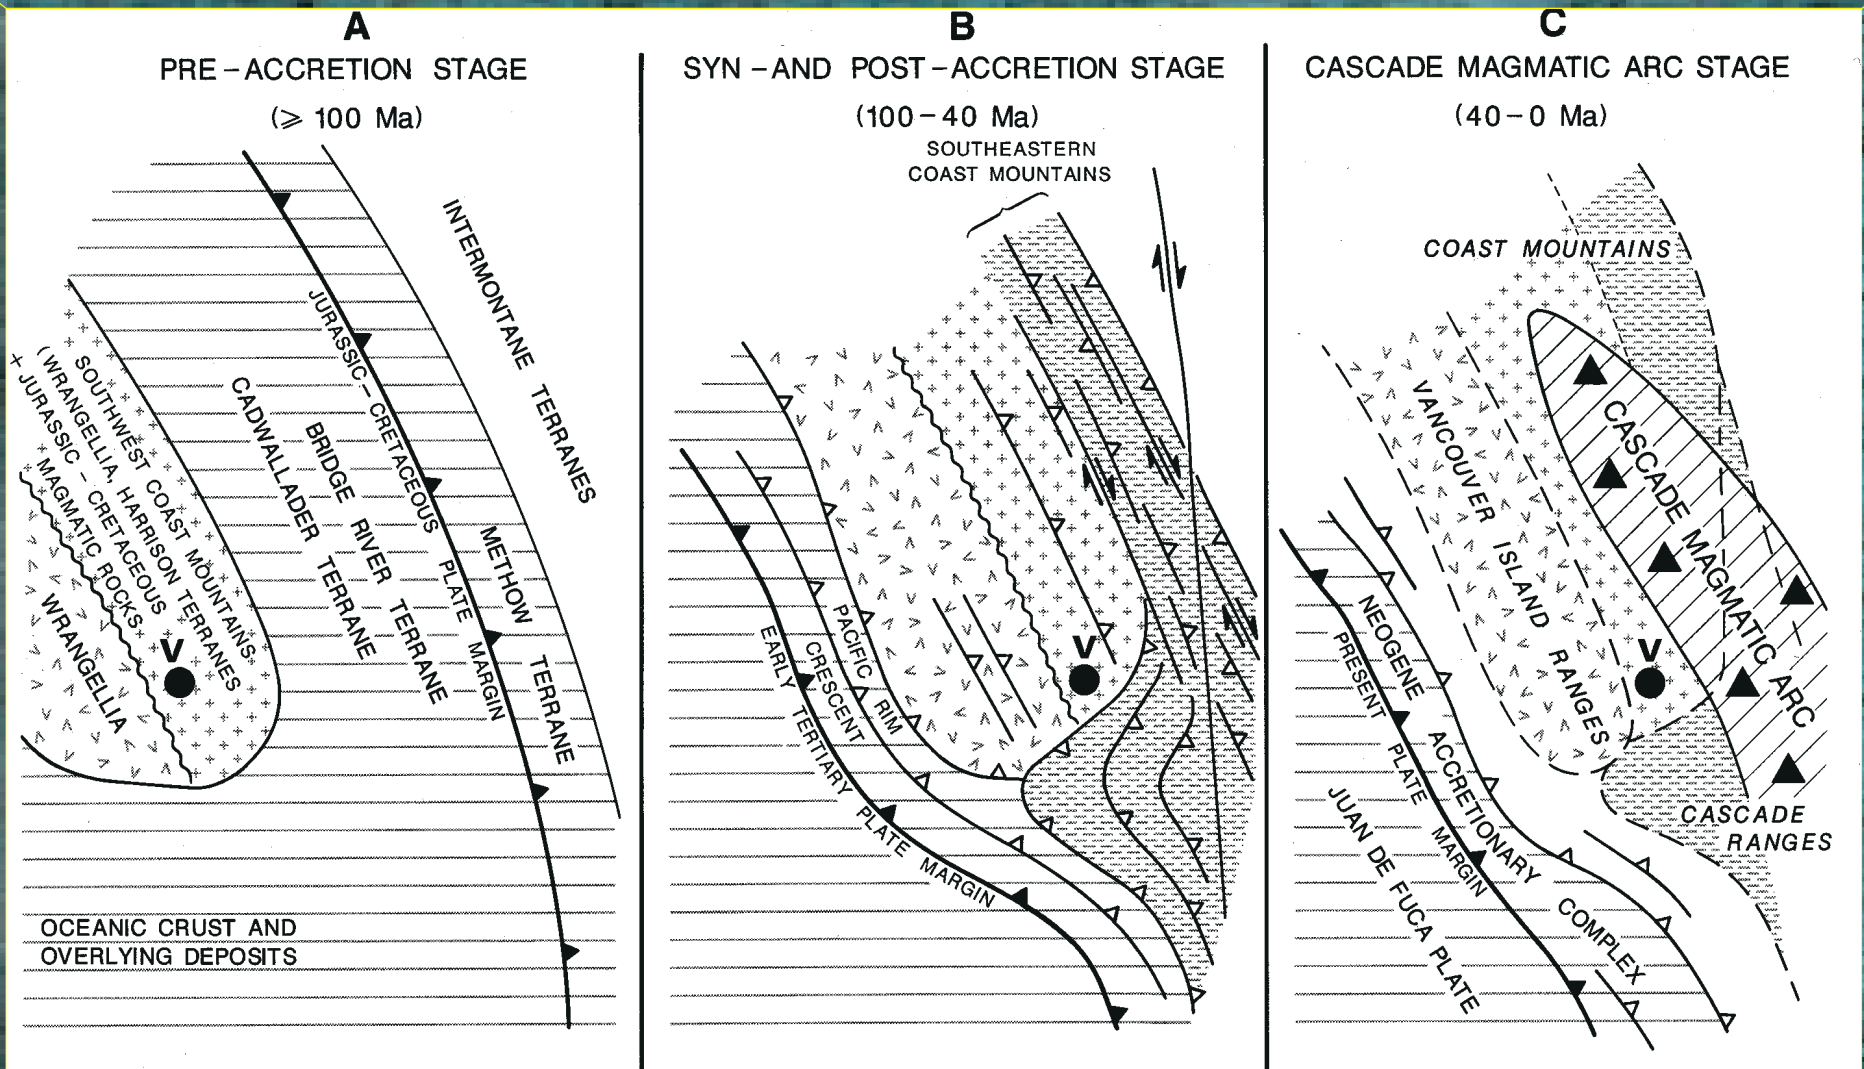 A
PRE-ACCRETION STAGE
(⩾ 100 Ma)
INTERMONTANE TERRANES
JURASSIC-CRETACEOUS PLATE MARGIN
METHOW TERRANE
BRIDGE RIVER TERRANE
CADWALLADER TERRANE
SOUTHWEST COAST MOUNTAINS
(WRANGELLIA, HARRISON TERRANES
+ JURASSIC - CRETACEOUS
MAGMATIC ROCKS
WRANGELLIA
V
OCEANIC CRUST AND
OVERLYING DEPOSITS
B
SYN-AND POST-ACCRETION STAGE
(100-40 Ma)
SOUTHEASTERN
COAST MOUNTAINS
V
PACIFIC RIM
CRESCENT
EARLY TERTIARY PLATE MARGIN
C
CASCADE MAGMATIC ARC STAGE
(40-0 Ma)
COAST MOUNTAINS
CASCADE MAGMATIC ARC
VANCOUVER ISLAND RANGES
V
NEOGENE ACCRETIONARY COMPLEX
PRESENT PLATE MARGIN
JUAN DE FUCA PLATE
CASCADE
RANGES